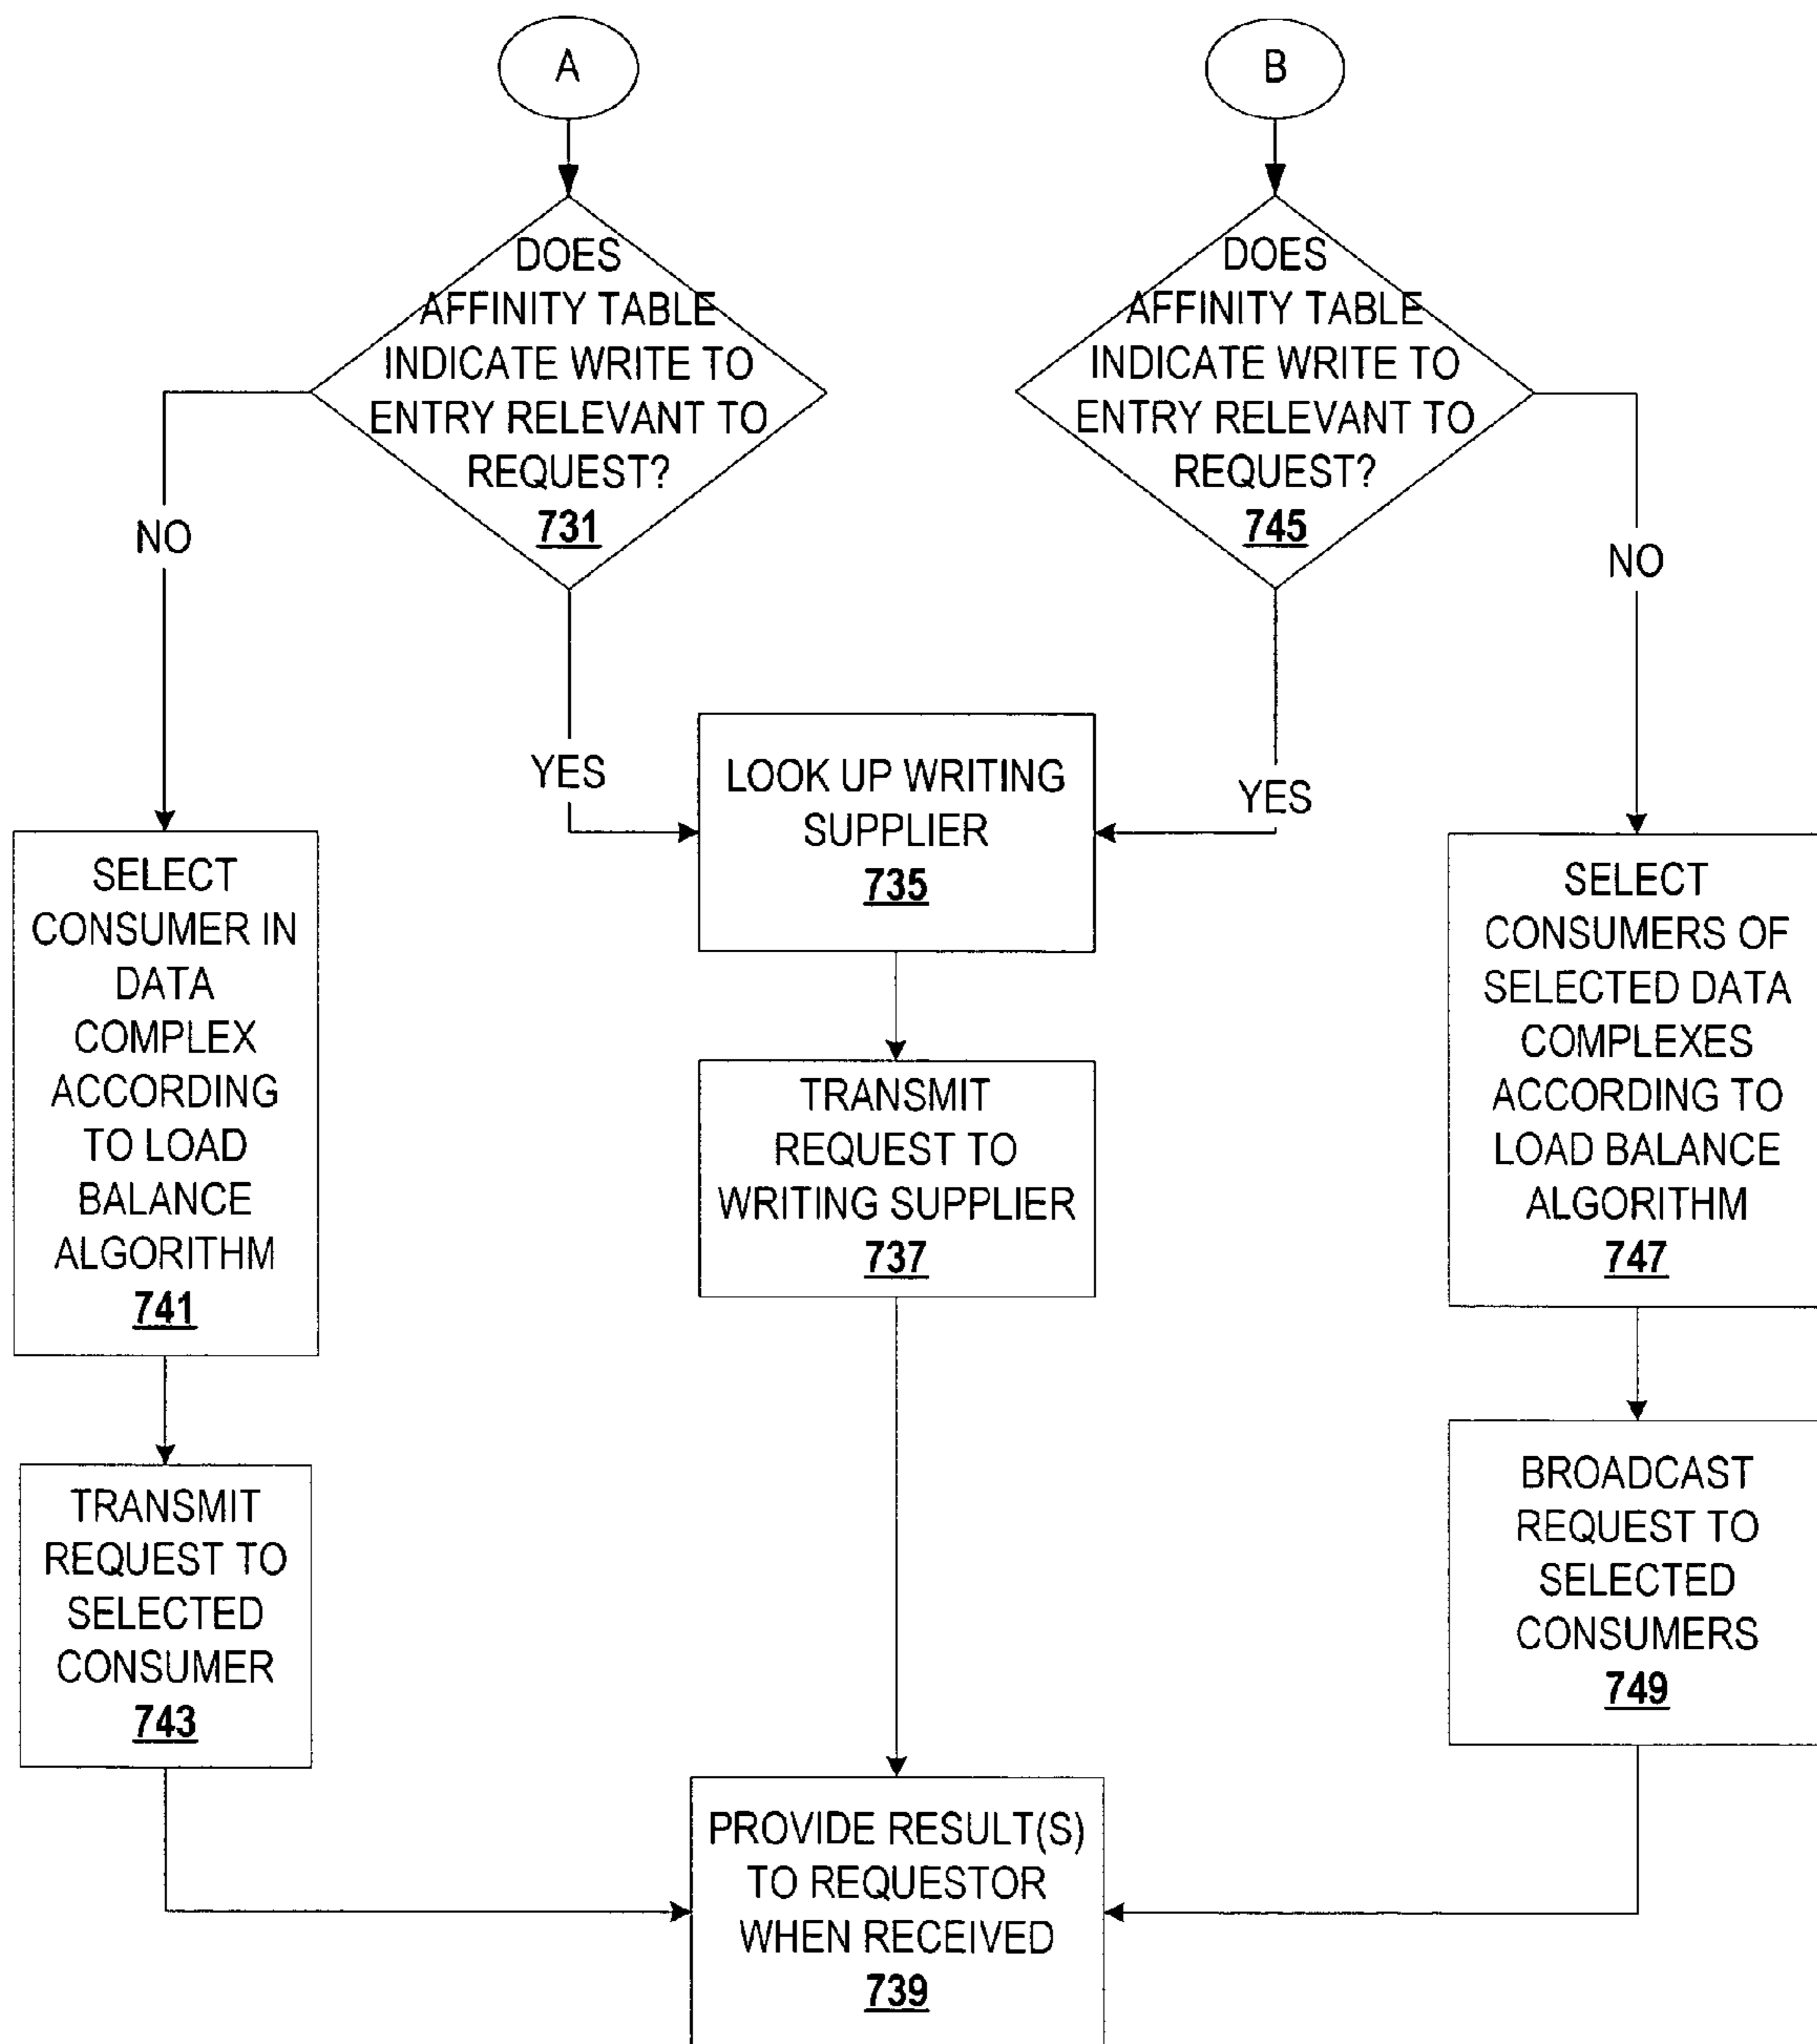 A
B
DOES
AFFINITY TABLE
INDICATE WRITE TO
ENTRY RELEVANT TO
REQUEST?
731
DOES
AFFINITY TABLE
INDICATE WRITE TO
ENTRY RELEVANT TO
REQUEST?
745
NO
YES
YES
NO
LOOK UP WRITING
SUPPLIER
735
SELECT
CONSUMER IN
DATA
COMPLEX
ACCORDING
TO LOAD
BALANCE
ALGORITHM
741
TRANSMIT
REQUEST TO
WRITING SUPPLIER
737
SELECT
CONSUMERS OF
SELECTED DATA
COMPLEXES
ACCORDING TO
LOAD BALANCE
ALGORITHM
747
TRANSMIT
REQUEST TO
SELECTED
CONSUMER
743
BROADCAST
REQUEST TO
SELECTED
CONSUMERS
749
PROVIDE RESULT(S)
TO REQUESTOR
WHEN RECEIVED
739